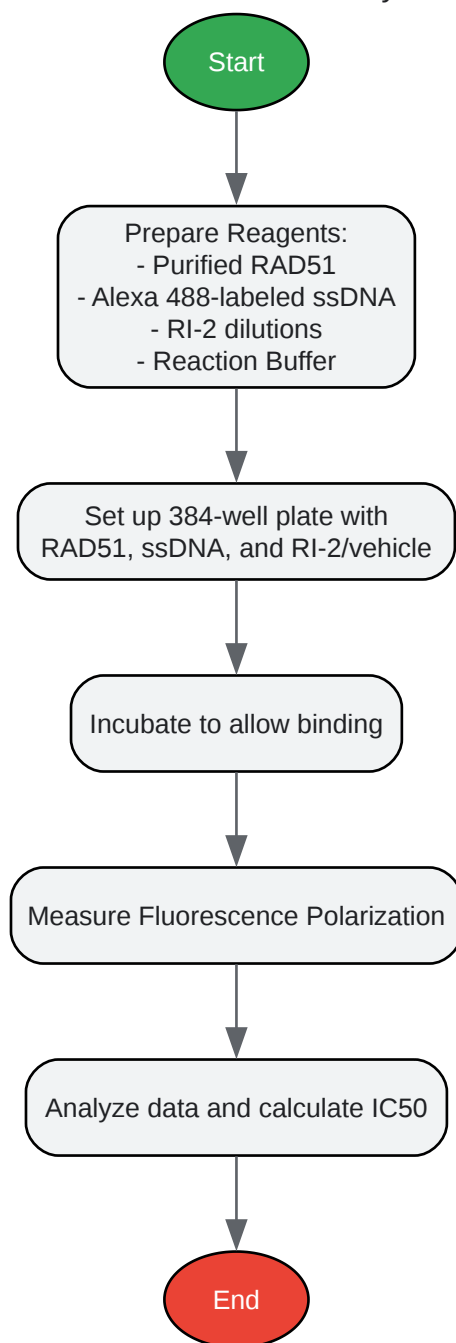 Start
Prepare Reagents:
- Purified RAD51
- Alexa 488-labeled ssDNA
- RI-2 dilutions
- Reaction Buffer
Set up 384-well plate with
RAD51, ssDNA, and RI-2/vehicle
Incubate to allow binding
Measure Fluorescence Polarization
Analyze data and calculate IC50
End